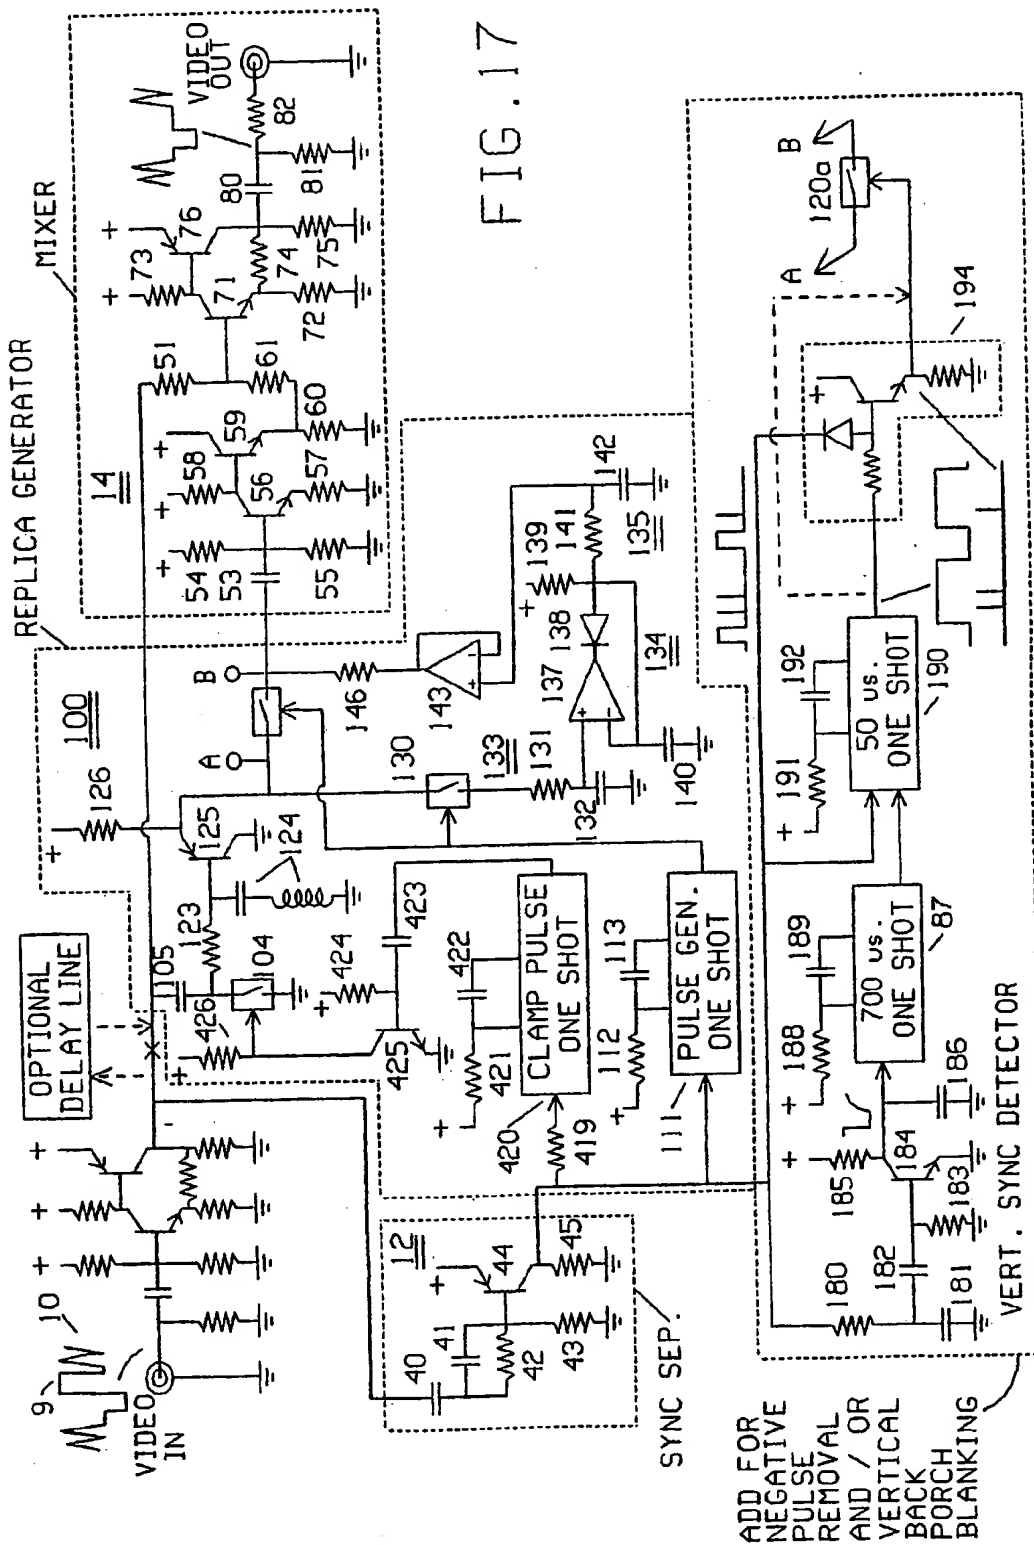 FIG.17
REPLICA GENERATOR
MIXER
OPTIONAL
DELAY LINE
9
10
VIDEO
IN
105
126
100
14
51
73
76
VIDEO
OUT
426
123
104
125
124
A
B
54
53
55
58
56
57
59
60
61
71
72
74
75
80
81
82
424
423
425
422
421
420
419
CLAMP PULSE
ONE SHOT
113
112
111
PULSE GEN.
ONE SHOT
130
133
131
132
146
143
137
138
134
140
139
141
135
142
12
40
41
42
43
44
45
SYNC SEP.
180
181
182
183
184
185
186
188
189
700 us.
ONE SHOT
87
191
192
50 us.
ONE SHOT
190
194
A
120a
B
VERT. SYNC DETECTOR
ADD FOR
NEGATIVE
PULSE
REMOVAL
AND / OR
VERTICAL
BACK
PORCH
BLANKING